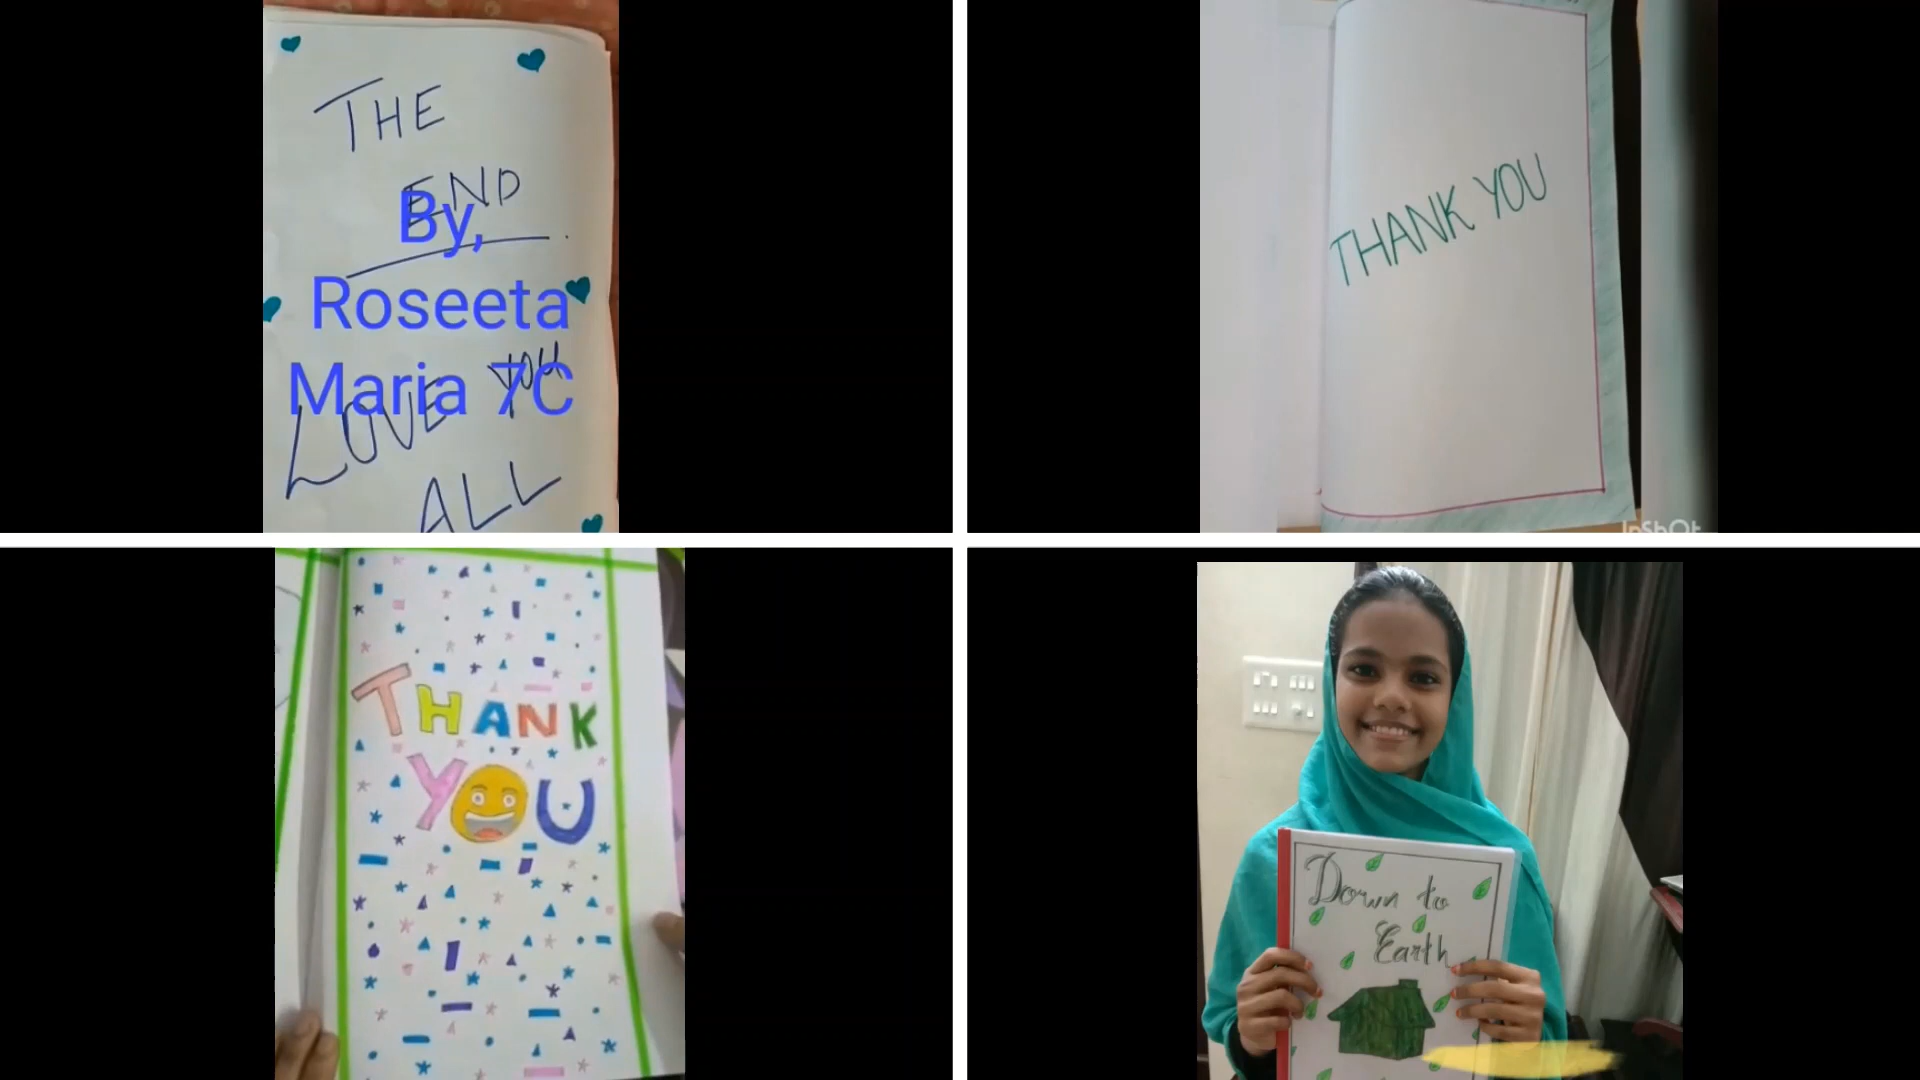 THE
END
By,
Roseeta
Maria 7C
LOVE YOU
ALL
THANK YOU
InShOt
THANK
YOU
Down to
Earth